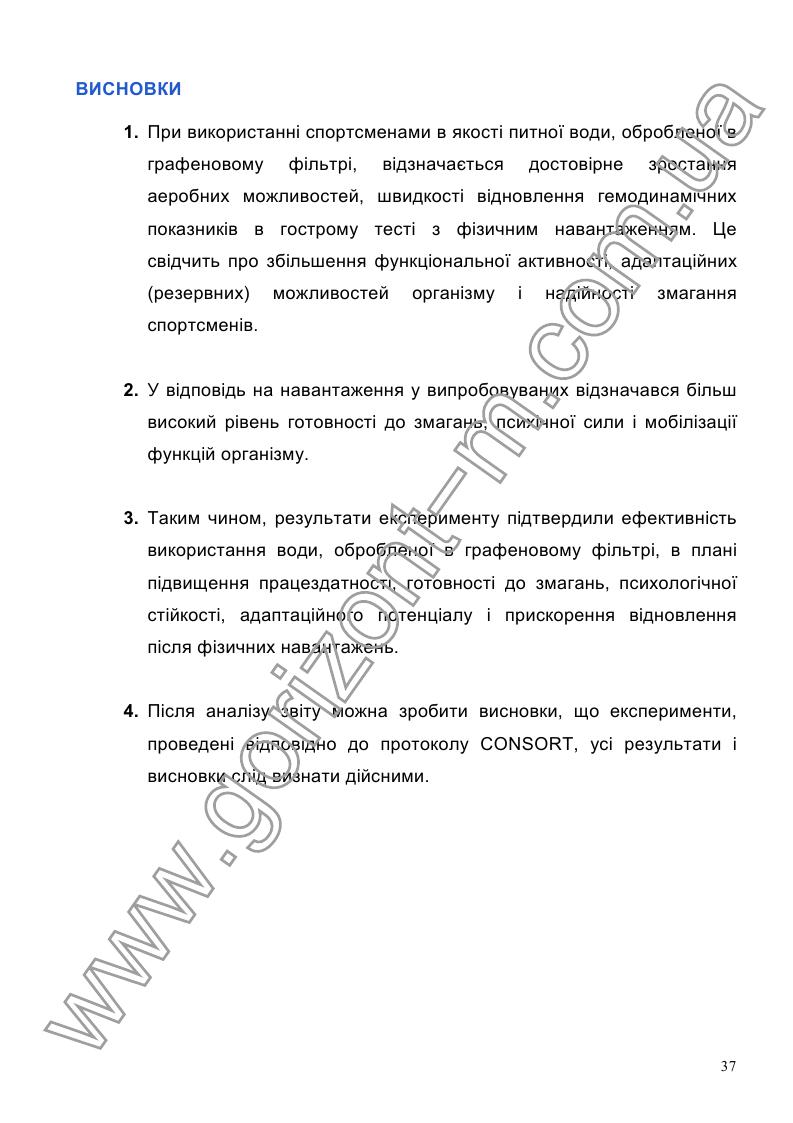 ВИСНОВКИ
1. При використанні спортсменами в якості питної води, обробленої в
графеновому фільтрі, відзначається достовірне зростання
аеробних можливостей, швидкості відновлення гемодинамічних
показників в гострому тесті з фізичним навантаженням. Це
свідчить про збільшення функціональної активності, адаптаційних
(резервних) можливостей організму і надійності змагання
спортсменів.
2. У відповідь на навантаження у випробовуваних відзначався більш
високий рівень готовності до змагань, психічної сили і мобілізації
функцій організму.
3. Таким чином, результати експерименту підтвердили ефективність
використання води, обробленої в графеновому фільтрі, в плані
підвищення працездатності, готовності до змагань, психологічної
стійкості, адаптаційного потенціалу і прискорення відновлення
після фізичних навантажень.
4. Після аналізу звіту можна зробити висновки, що експерименти,
проведені відповідно до протоколу CONSORT, усі результати і
висновки слід визнати дійсними.
www.gorizont-m.com.ua
37